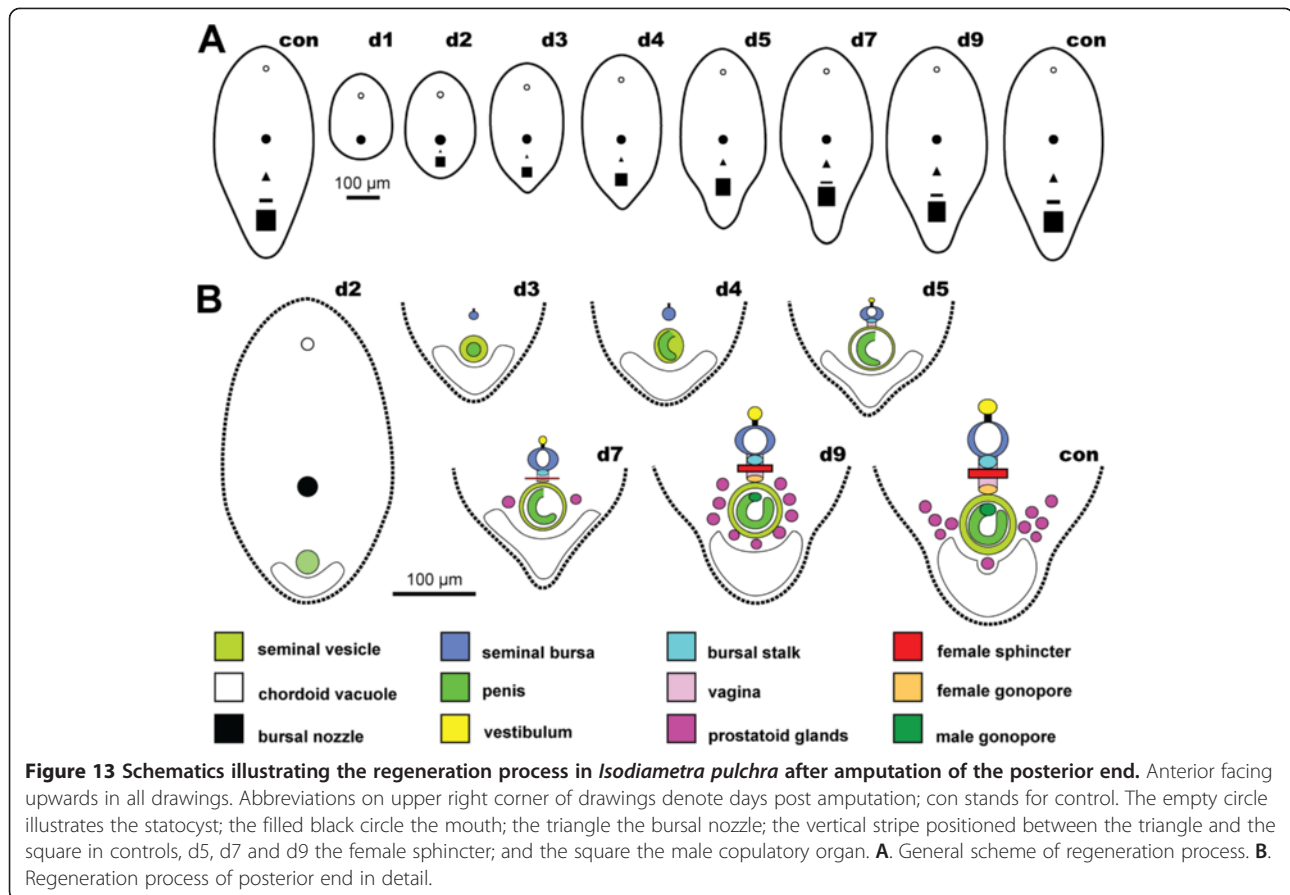 A
con d1 d2 d3 d4 d5 d7 d9 con
100 µm
B
d2 d3 d4 d5
d7 d9 con
100 µm
seminal vesicle seminal bursa bursal stalk female sphincter
chordoid vacuole penis vagina female gonopore
bursal nozzle vestibulum prostatoid glands male gonopore
Figure 13 Schematics illustrating the regeneration process in Isodiametra pulchra after amputation of the posterior end. Anterior facing
upwards in all drawings. Abbreviations on upper right corner of drawings denote days post amputation; con stands for control. The empty circle
illustrates the statocyst; the filled black circle the mouth; the triangle the bursal nozzle; the vertical stripe positioned between the triangle and the
square in controls, d5, d7 and d9 the female sphincter; and the square the male copulatory organ. A. General scheme of regeneration process. B.
Regeneration process of posterior end in detail.